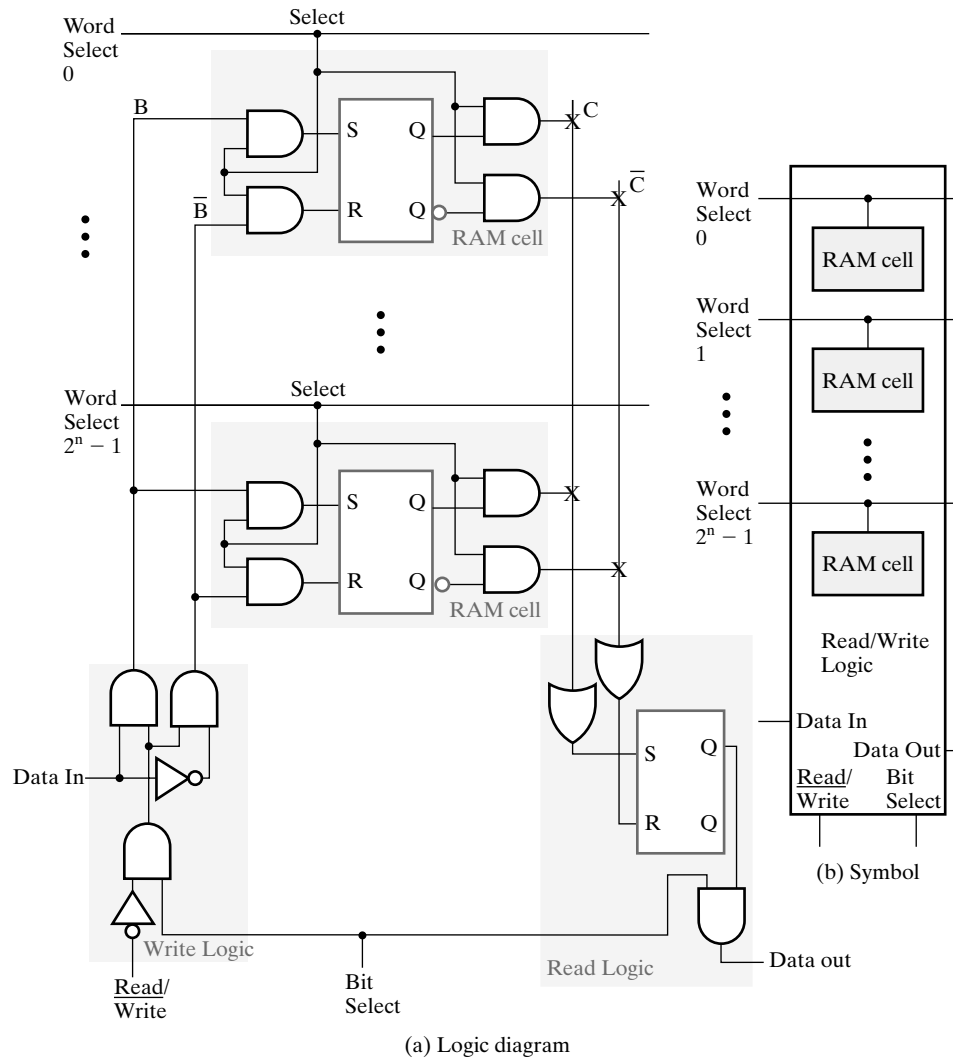 Word
Select
0
Select
B
B̅
S
Q
R
Q
RAM cell
C
C̅
Word
Select
2ⁿ − 1
Select
S
Q
R
Q
RAM cell
Data In
Write Logic
Read/
Write
Bit
Select
S
Q
R
Q
Read Logic
Data out
(a) Logic diagram
Word
Select
0
RAM cell
Word
Select
1
RAM cell
Word
Select
2ⁿ − 1
RAM cell
Read/Write
Logic
Data In
Data Out
Read/
Write
Bit
Select
(b) Symbol